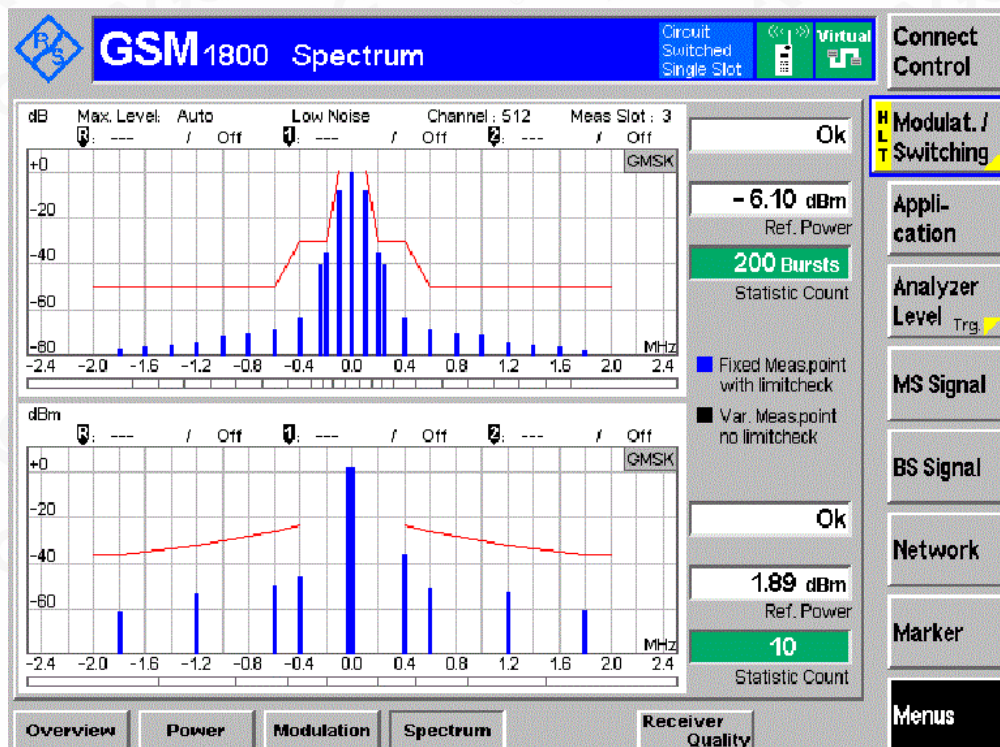 R/S
GSM 1800 Spectrum
Circuit
Switched
Single Slot
Virtual
Connect
Control
dB Max. Level: Auto Low Noise Channel : 512 Meas Slot : 3
R: --- / Off 1: --- / Off 2: --- / Off
GMSK
+0
-20
-40
-60
-80
MHz
-2.4 -2.0 -1.6 -1.2 -0.8 -0.4 0.0 0.4 0.8 1.2 1.6 2.0 2.4
Ok
-6.10 dBm
Ref. Power
200 Bursts
Statistic Count
Fixed Meas.point
with limitcheck
Var. Meas.point
no limitcheck
dBm
R: --- / Off 1: --- / Off 2: --- / Off
GMSK
+0
-20
-40
-60
MHz
-2.4 -2.0 -1.6 -1.2 -0.8 -0.4 0.0 0.4 0.8 1.2 1.6 2.0 2.4
Ok
1.89 dBm
Ref. Power
10
Statistic Count
HLT
Modulat. /
Switching
Appli-
cation
Analyzer
Level Trg.
MS Signal
BS Signal
Network
Marker
Menus
Overview
Power
Modulation
Spectrum
Receiver
Quality